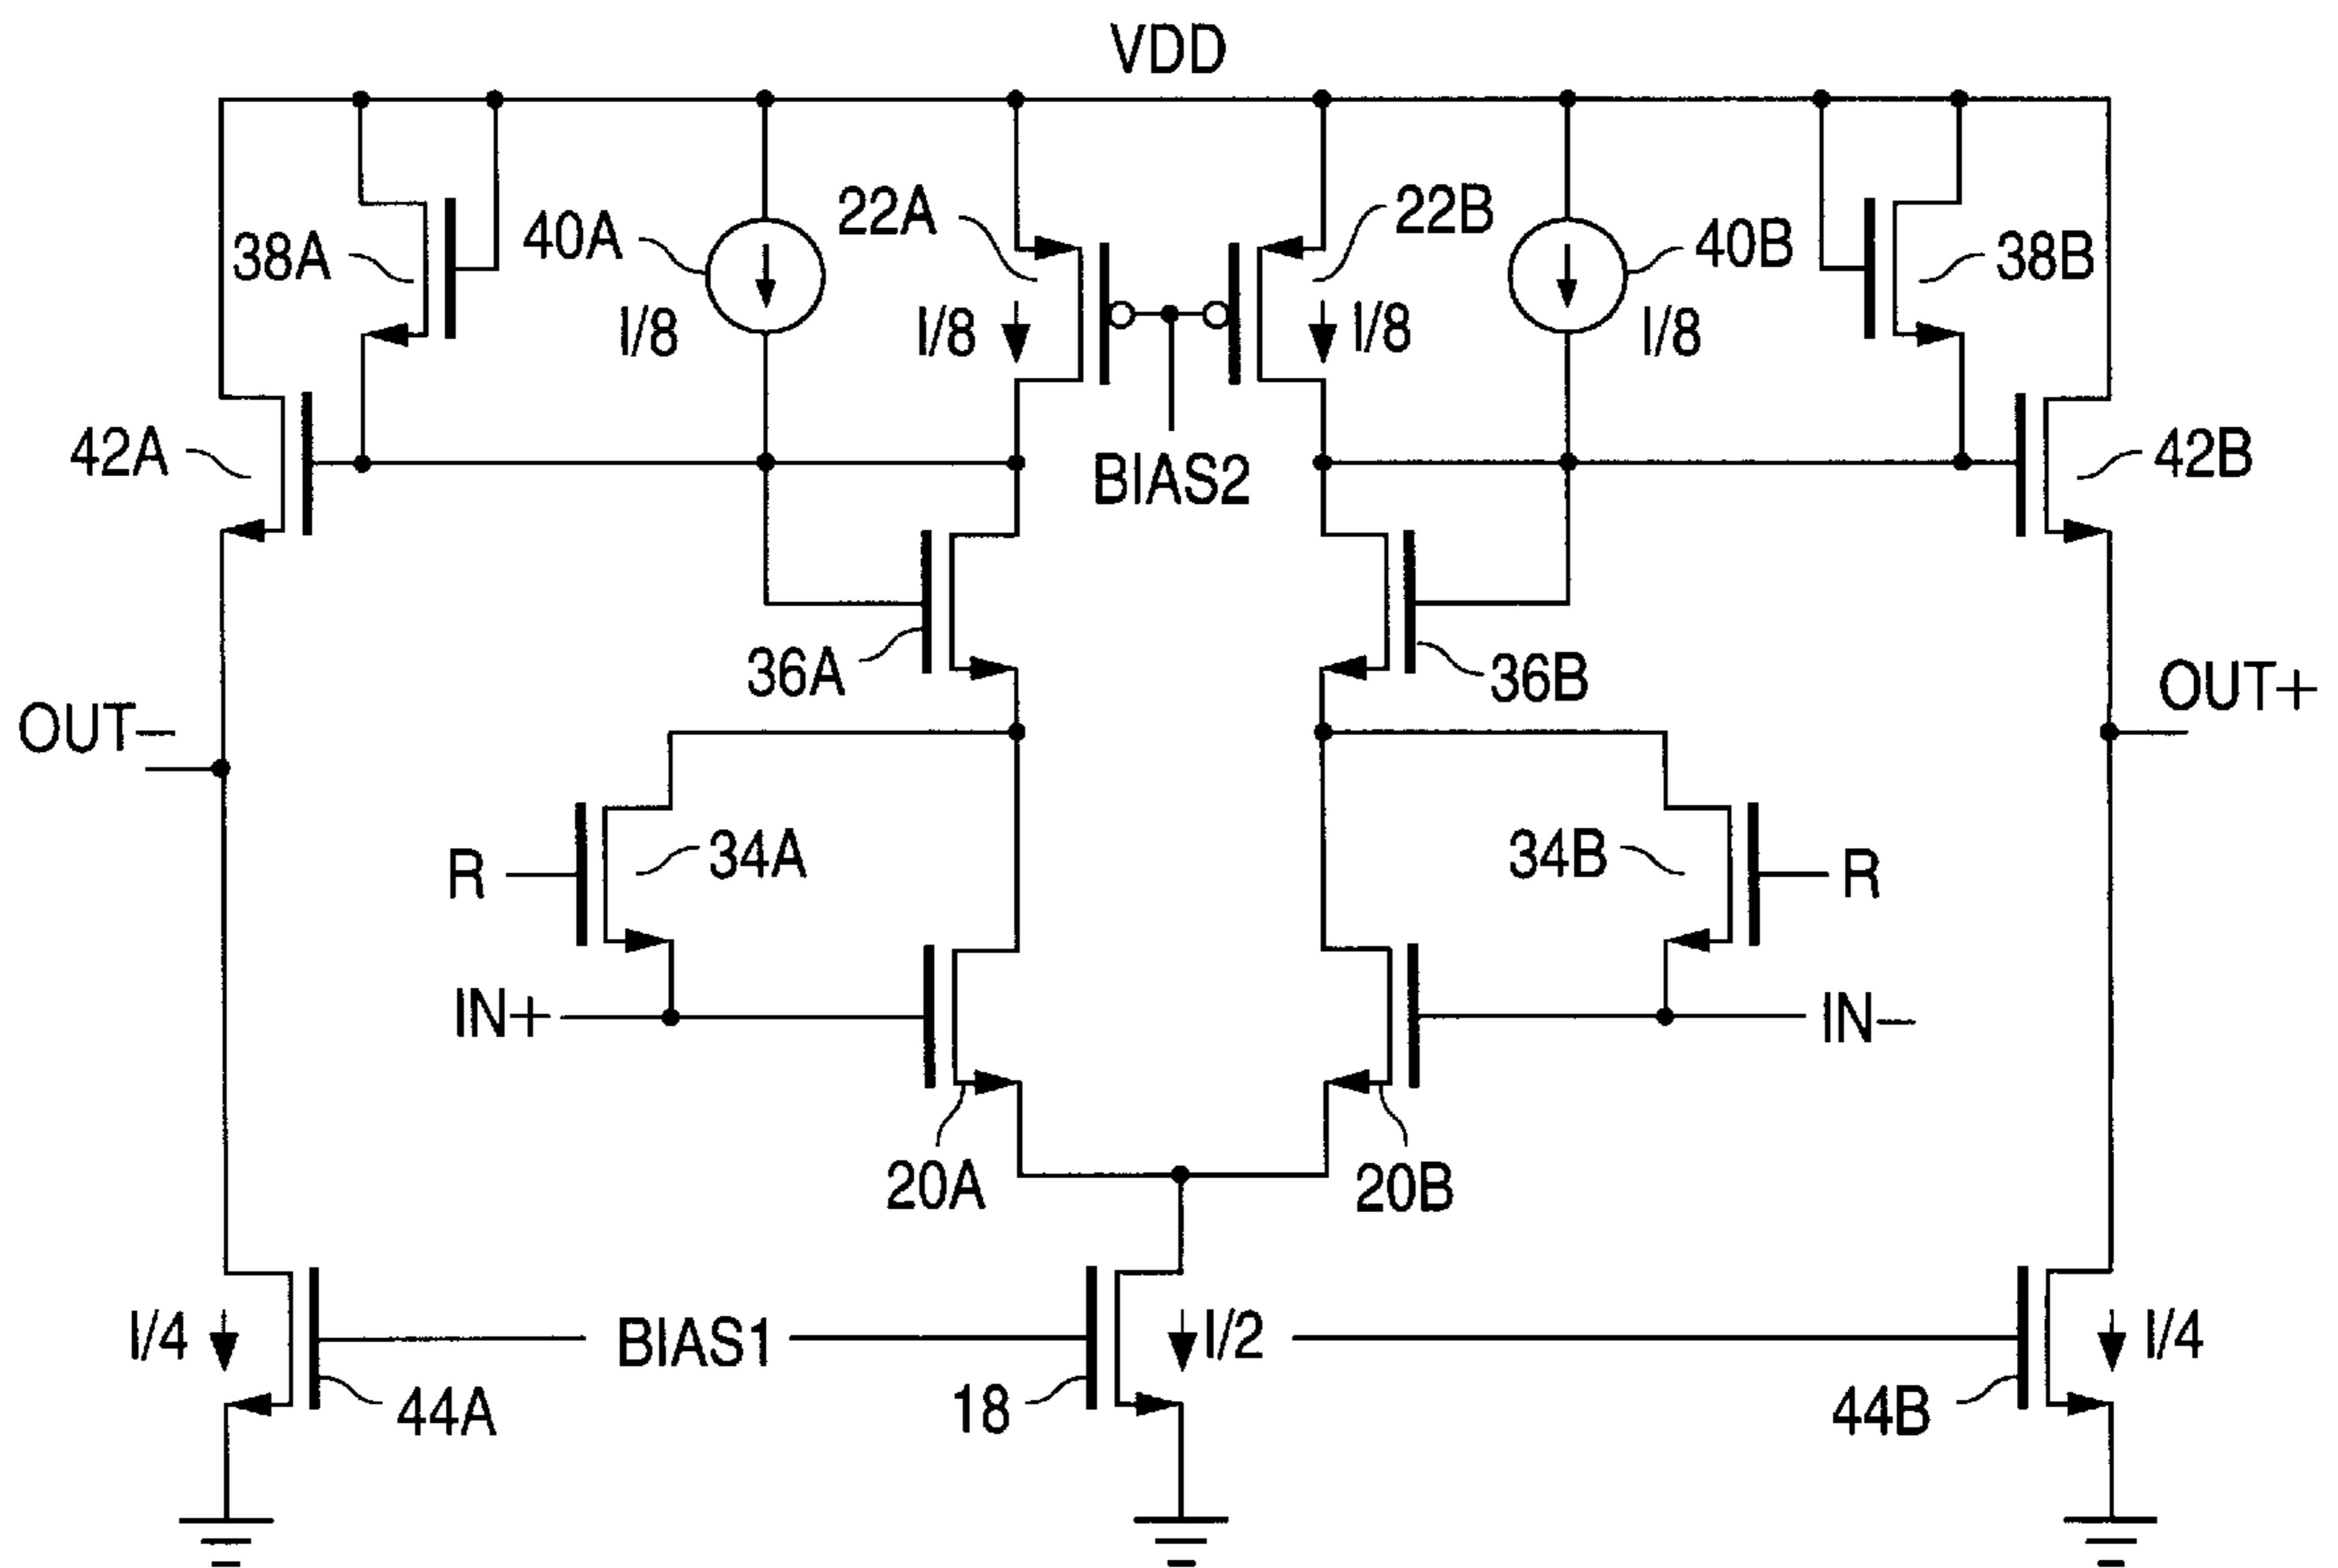 VDD
38A
40A
I/8
22A
I/8
22B
I/8
40B
I/8
38B
42A
BIAS2
42B
36A
36B
OUT−
OUT+
R
34A
34B
R
IN+
IN−
20A
20B
I/4
BIAS1
I/2
I/4
44A
18
44B